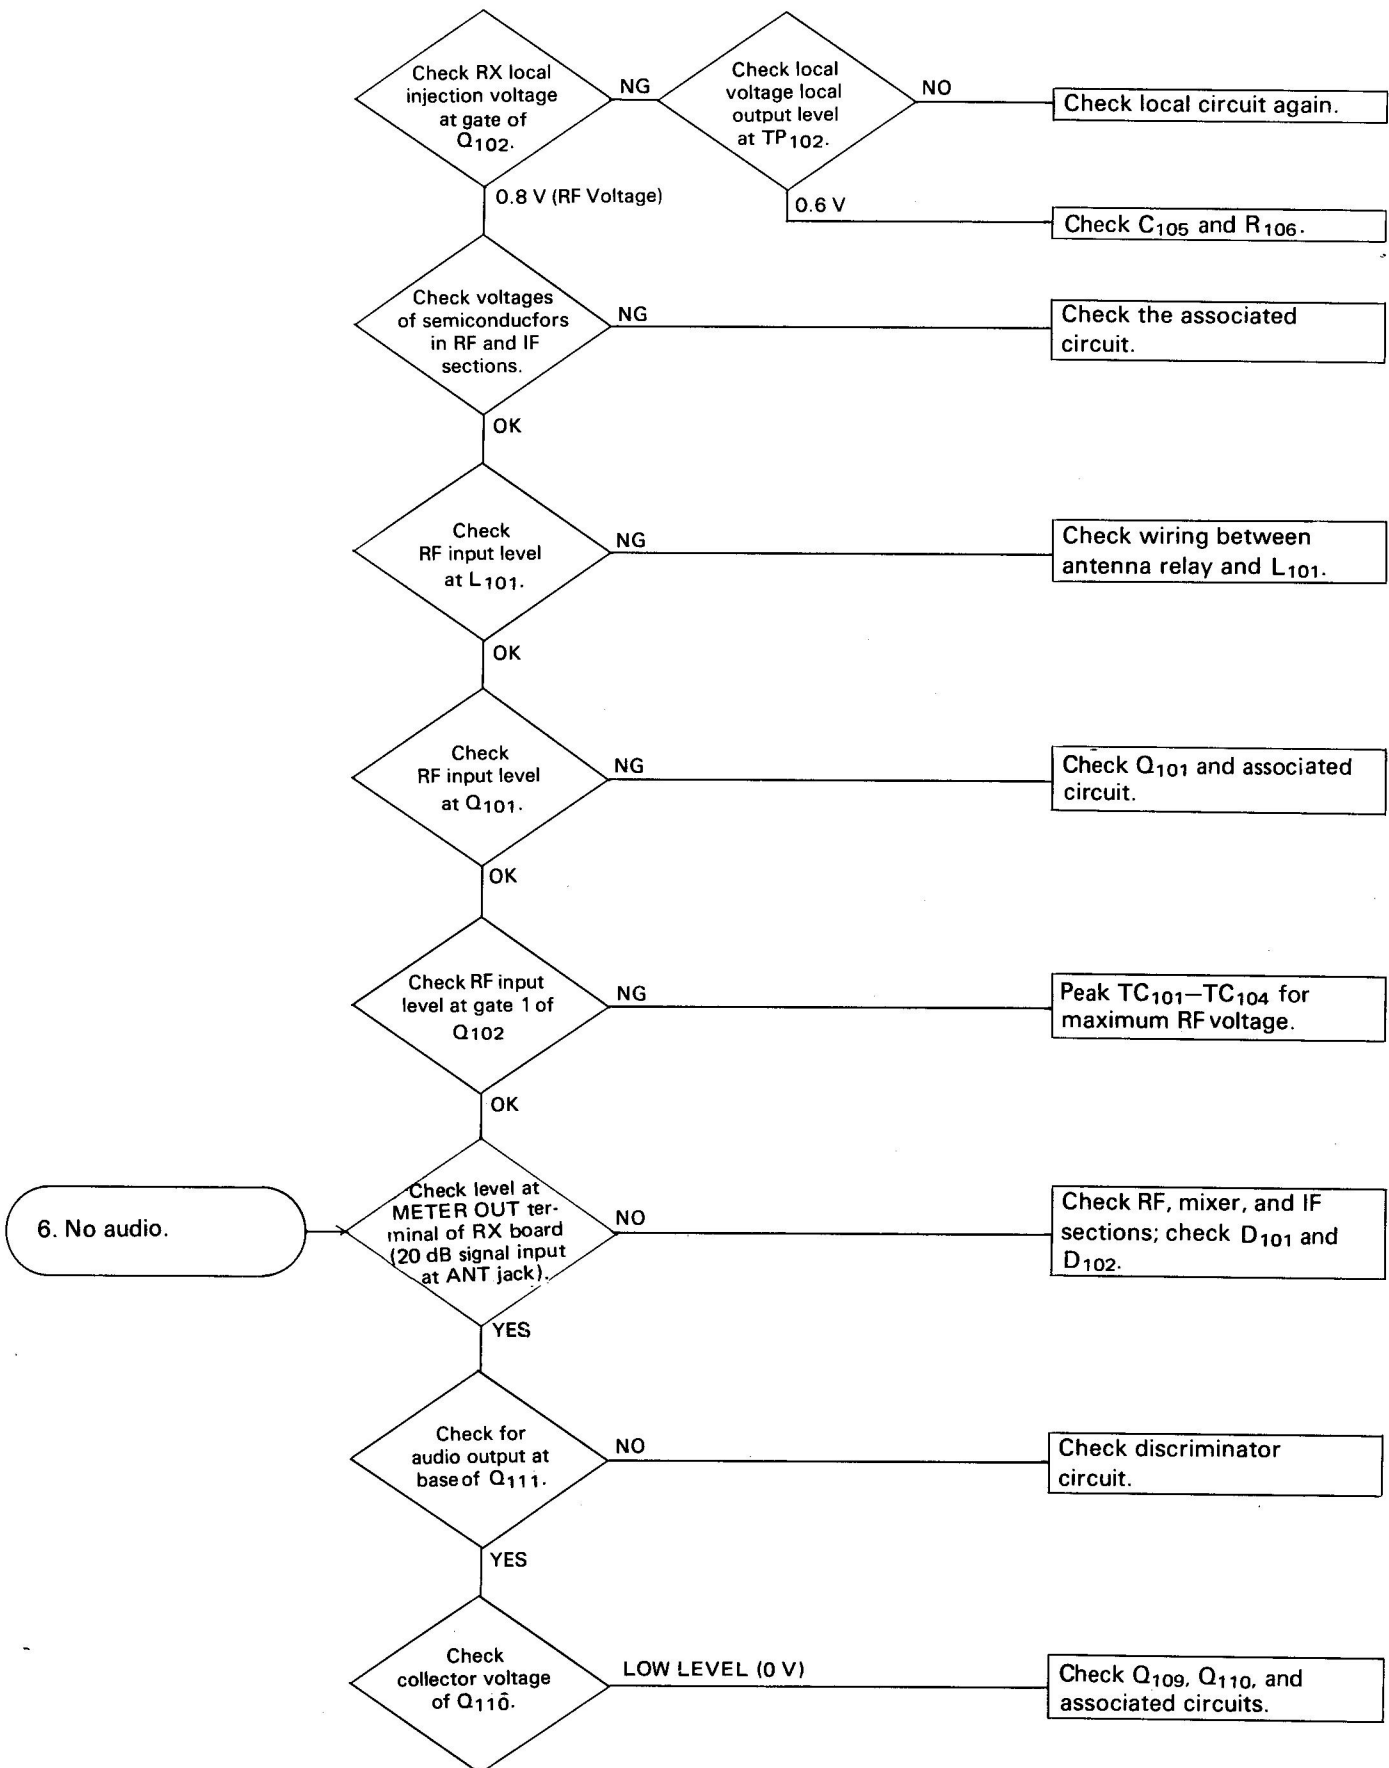 Check RX local
injection voltage
at gate of
Q102.
NG
Check local
voltage local
output level
at TP102.
NO
Check local circuit again.
0.8 V (RF Voltage)
0.6 V
Check C105 and R106.
Check voltages
of semiconducfors
in RF and IF
sections.
NG
Check the associated
circuit.
OK
Check
RF input level
at L101.
NG
Check wiring between
antenna relay and L101.
OK
Check
RF input level
at Q101.
NG
Check Q101 and associated
circuit.
OK
Check RF input
level at gate 1 of
Q102
NG
Peak TC101–TC104 for
maximum RF voltage.
OK
6. No audio.
Check level at
METER OUT ter-
minal of RX board
(20 dB signal input
at ANT jack).
NO
Check RF, mixer, and IF
sections; check D101 and
D102.
YES
Check for
audio output at
base of Q111.
NO
Check discriminator
circuit.
YES
Check
collector voltage
of Q110.
LOW LEVEL (0 V)
Check Q109, Q110, and
associated circuits.